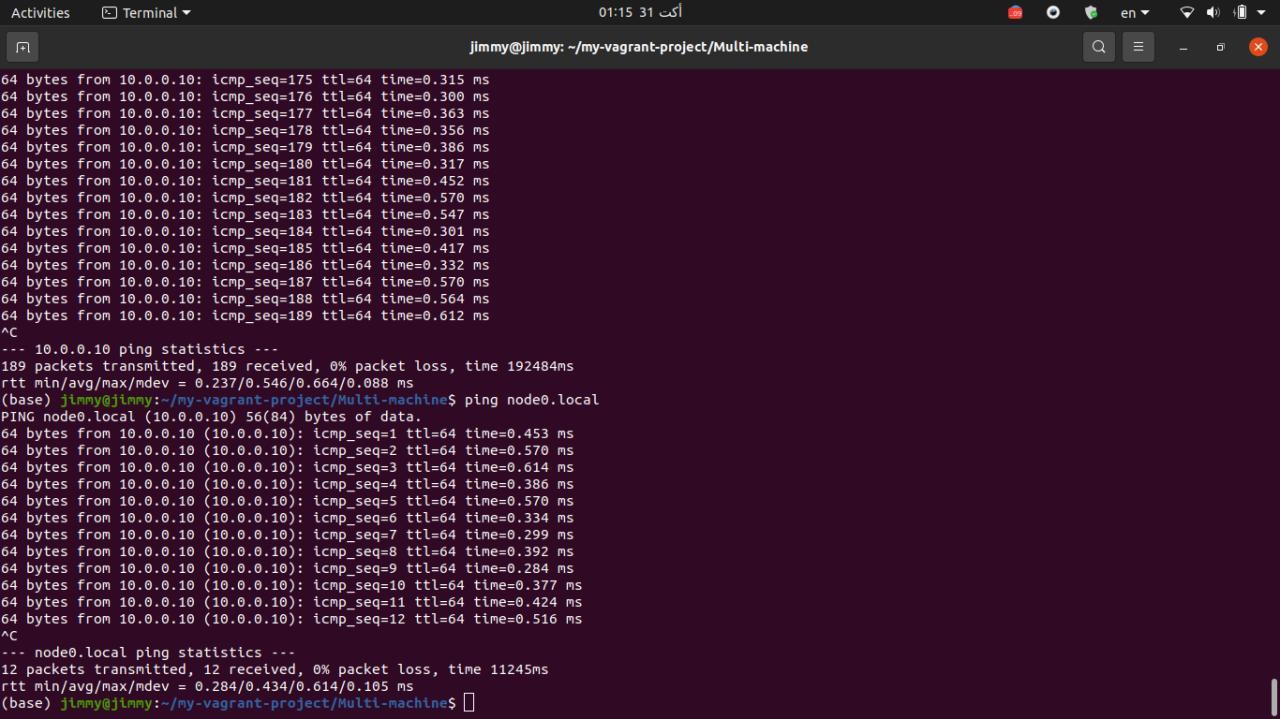 Activities Terminal 01:15 31 أكت en
jimmy@jimmy: ~/my-vagrant-project/Multi-machine
64 bytes from 10.0.0.10: icmp_seq=175 ttl=64 time=0.315 ms
64 bytes from 10.0.0.10: icmp_seq=176 ttl=64 time=0.300 ms
64 bytes from 10.0.0.10: icmp_seq=177 ttl=64 time=0.363 ms
64 bytes from 10.0.0.10: icmp_seq=178 ttl=64 time=0.356 ms
64 bytes from 10.0.0.10: icmp_seq=179 ttl=64 time=0.386 ms
64 bytes from 10.0.0.10: icmp_seq=180 ttl=64 time=0.317 ms
64 bytes from 10.0.0.10: icmp_seq=181 ttl=64 time=0.452 ms
64 bytes from 10.0.0.10: icmp_seq=182 ttl=64 time=0.570 ms
64 bytes from 10.0.0.10: icmp_seq=183 ttl=64 time=0.547 ms
64 bytes from 10.0.0.10: icmp_seq=184 ttl=64 time=0.301 ms
64 bytes from 10.0.0.10: icmp_seq=185 ttl=64 time=0.417 ms
64 bytes from 10.0.0.10: icmp_seq=186 ttl=64 time=0.332 ms
64 bytes from 10.0.0.10: icmp_seq=187 ttl=64 time=0.570 ms
64 bytes from 10.0.0.10: icmp_seq=188 ttl=64 time=0.564 ms
64 bytes from 10.0.0.10: icmp_seq=189 ttl=64 time=0.612 ms
^C
--- 10.0.0.10 ping statistics ---
189 packets transmitted, 189 received, 0% packet loss, time 192484ms
rtt min/avg/max/mdev = 0.237/0.546/0.664/0.088 ms
(base) jimmy@jimmy:~/my-vagrant-project/Multi-machine$ ping node0.local
PING node0.local (10.0.0.10) 56(84) bytes of data.
64 bytes from 10.0.0.10 (10.0.0.10): icmp_seq=1 ttl=64 time=0.453 ms
64 bytes from 10.0.0.10 (10.0.0.10): icmp_seq=2 ttl=64 time=0.570 ms
64 bytes from 10.0.0.10 (10.0.0.10): icmp_seq=3 ttl=64 time=0.614 ms
64 bytes from 10.0.0.10 (10.0.0.10): icmp_seq=4 ttl=64 time=0.386 ms
64 bytes from 10.0.0.10 (10.0.0.10): icmp_seq=5 ttl=64 time=0.570 ms
64 bytes from 10.0.0.10 (10.0.0.10): icmp_seq=6 ttl=64 time=0.334 ms
64 bytes from 10.0.0.10 (10.0.0.10): icmp_seq=7 ttl=64 time=0.299 ms
64 bytes from 10.0.0.10 (10.0.0.10): icmp_seq=8 ttl=64 time=0.392 ms
64 bytes from 10.0.0.10 (10.0.0.10): icmp_seq=9 ttl=64 time=0.284 ms
64 bytes from 10.0.0.10 (10.0.0.10): icmp_seq=10 ttl=64 time=0.377 ms
64 bytes from 10.0.0.10 (10.0.0.10): icmp_seq=11 ttl=64 time=0.424 ms
64 bytes from 10.0.0.10 (10.0.0.10): icmp_seq=12 ttl=64 time=0.516 ms
^C
--- node0.local ping statistics ---
12 packets transmitted, 12 received, 0% packet loss, time 11245ms
rtt min/avg/max/mdev = 0.284/0.434/0.614/0.105 ms
(base) jimmy@jimmy:~/my-vagrant-project/Multi-machine$